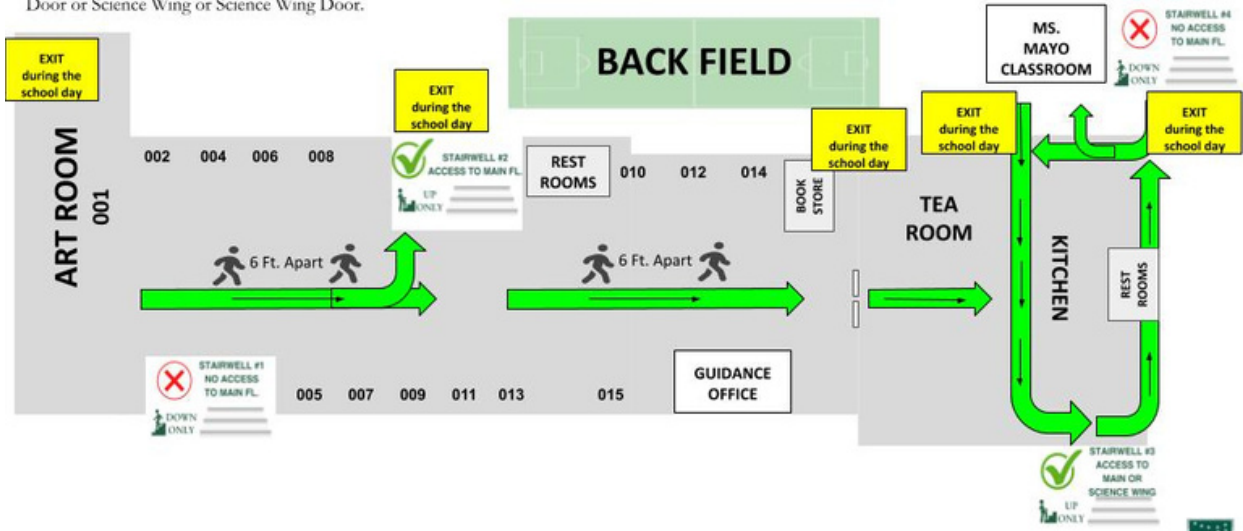 Door or Science Wing or Science Wing Door.
EXIT
during the
school day
ART ROOM
001
002
004
006
008
EXIT
during the
school day
STAIRWELL #2
ACCESS TO MAIN FL.
UP
ONLY
REST
ROOMS
BACK FIELD
010
012
014
BOOK
STORE
EXIT
during the
school day
TEA
ROOM
EXIT
during the
school day
MS.
MAYO
CLASSROOM
STAIRWELL #4
NO ACCESS
TO MAIN FL.
DOWN
ONLY
EXIT
during the
school day
KITCHEN
REST
ROOMS
6 Ft. Apart
6 Ft. Apart
STAIRWELL #1
NO ACCESS
TO MAIN FL.
DOWN
ONLY
005
007
009
011
013
015
GUIDANCE
OFFICE
STAIRWELL #3
ACCESS TO
MAIN OR
SCIENCE WING
UP
ONLY